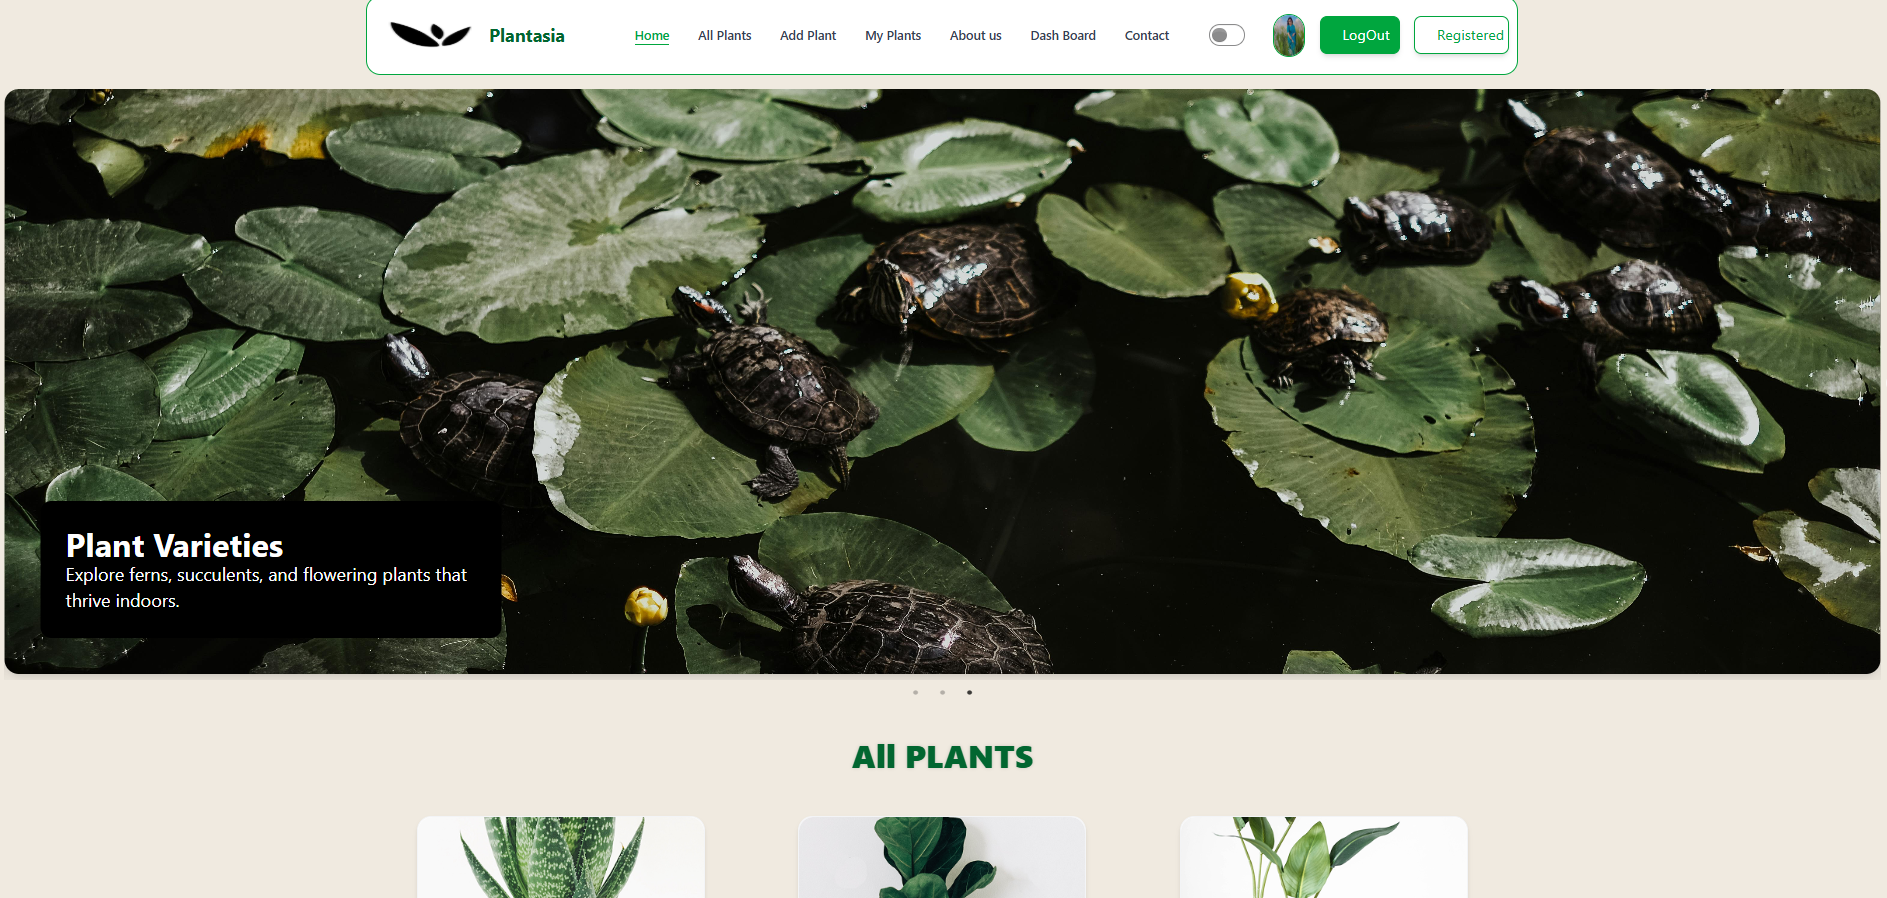 Plantasia
Home
All Plants
Add Plant
My Plants
About us
Dash Board
Contact
LogOut
Registered
Plant Varieties
Explore ferns, succulents, and flowering plants that
thrive indoors.
All PLANTS